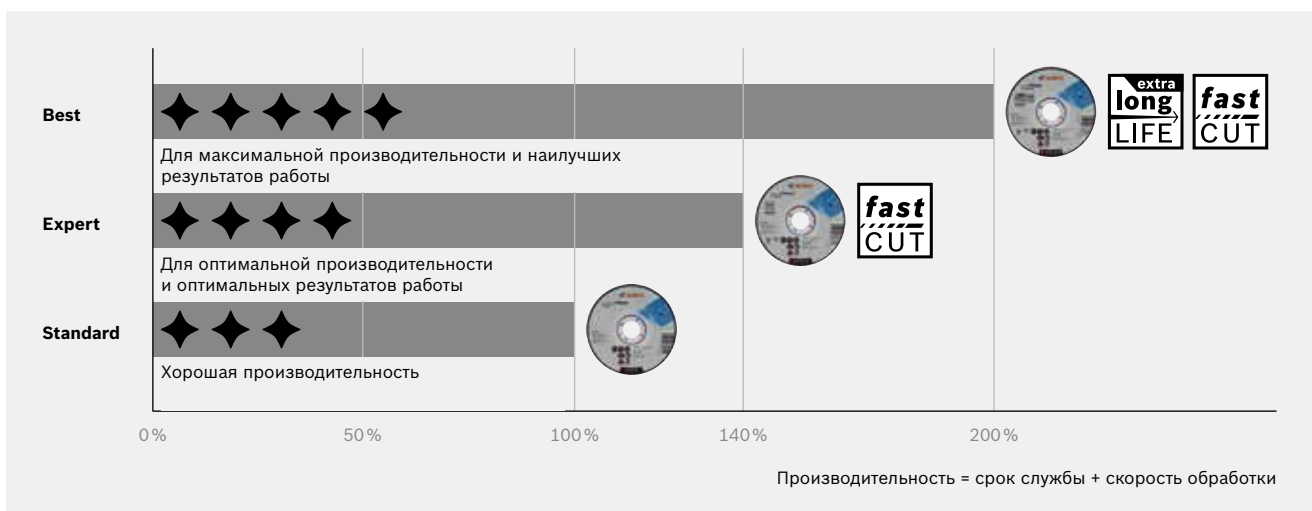 Best
extra
long
LIFE
fast
CUT
Для максимальной производительности и наилучших
результатов работы
Expert
fast
CUT
Для оптимальной производительности
и оптимальных результатов работы
Standard
Хорошая производительность
0 % 50 % 100 % 140 % 200 %
Производительность = срок службы + скорость обработки